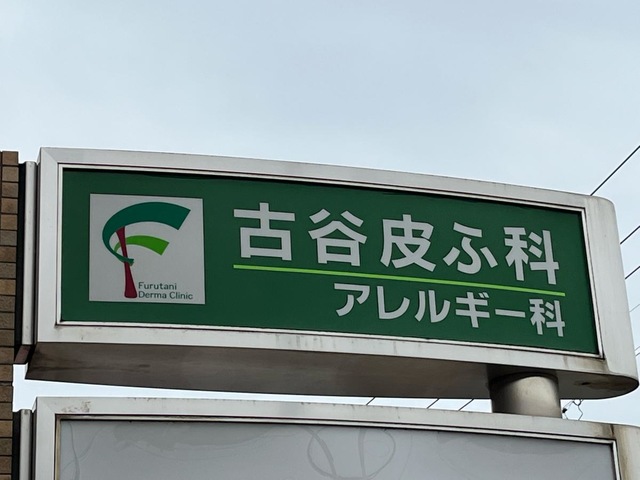 古谷皮ふ科
アレルギー科
Furutani
Derma Clinic